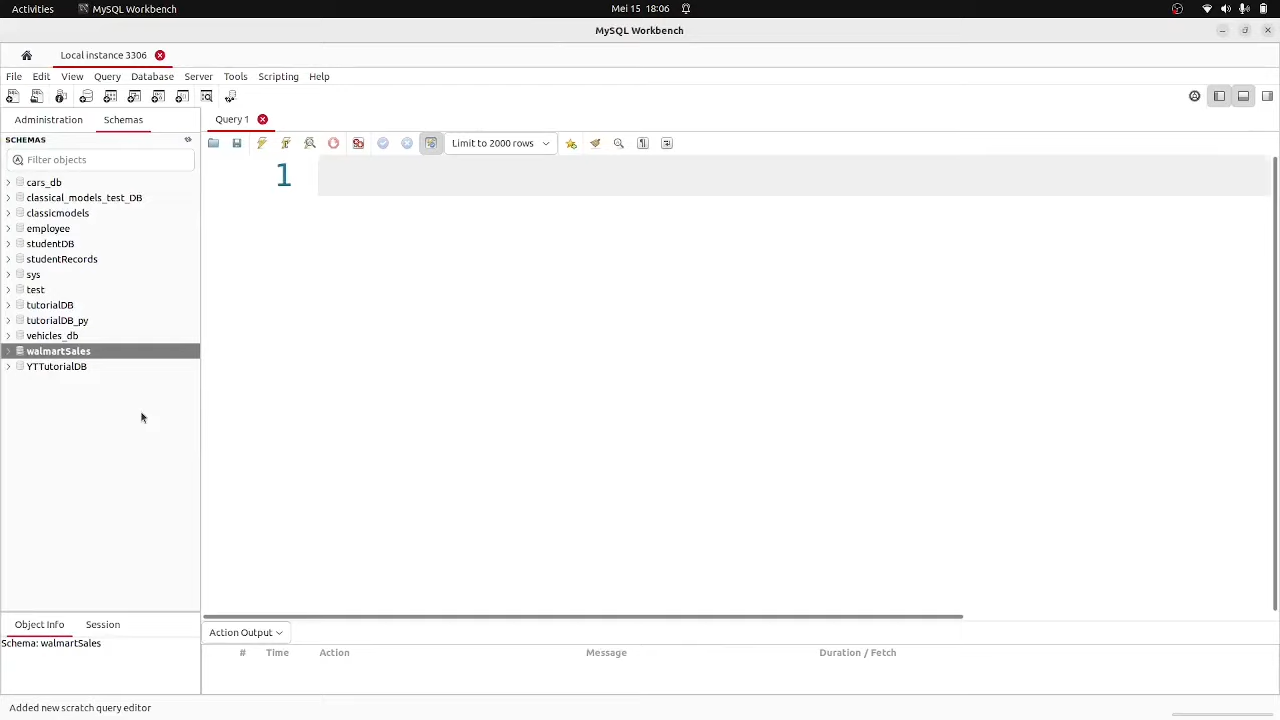 Activities MySQL Workbench Mei 15 18:06
MySQL Workbench
Local instance 3306
File Edit View Query Database Server Tools Scripting Help
Administration Schemas
Query 1
SCHEMAS
Limit to 2000 rows
Filter objects
1
cars_db
classical_models_test_DB
classicmodels
employee
studentDB
studentRecords
sys
test
tutorialDB
tutorialDB_py
vehicles_db
walmartSales
YTTutorialDB
Object Info Session
Schema: walmartSales
Action Output
# Time Action Message Duration / Fetch
Added new scratch query editor